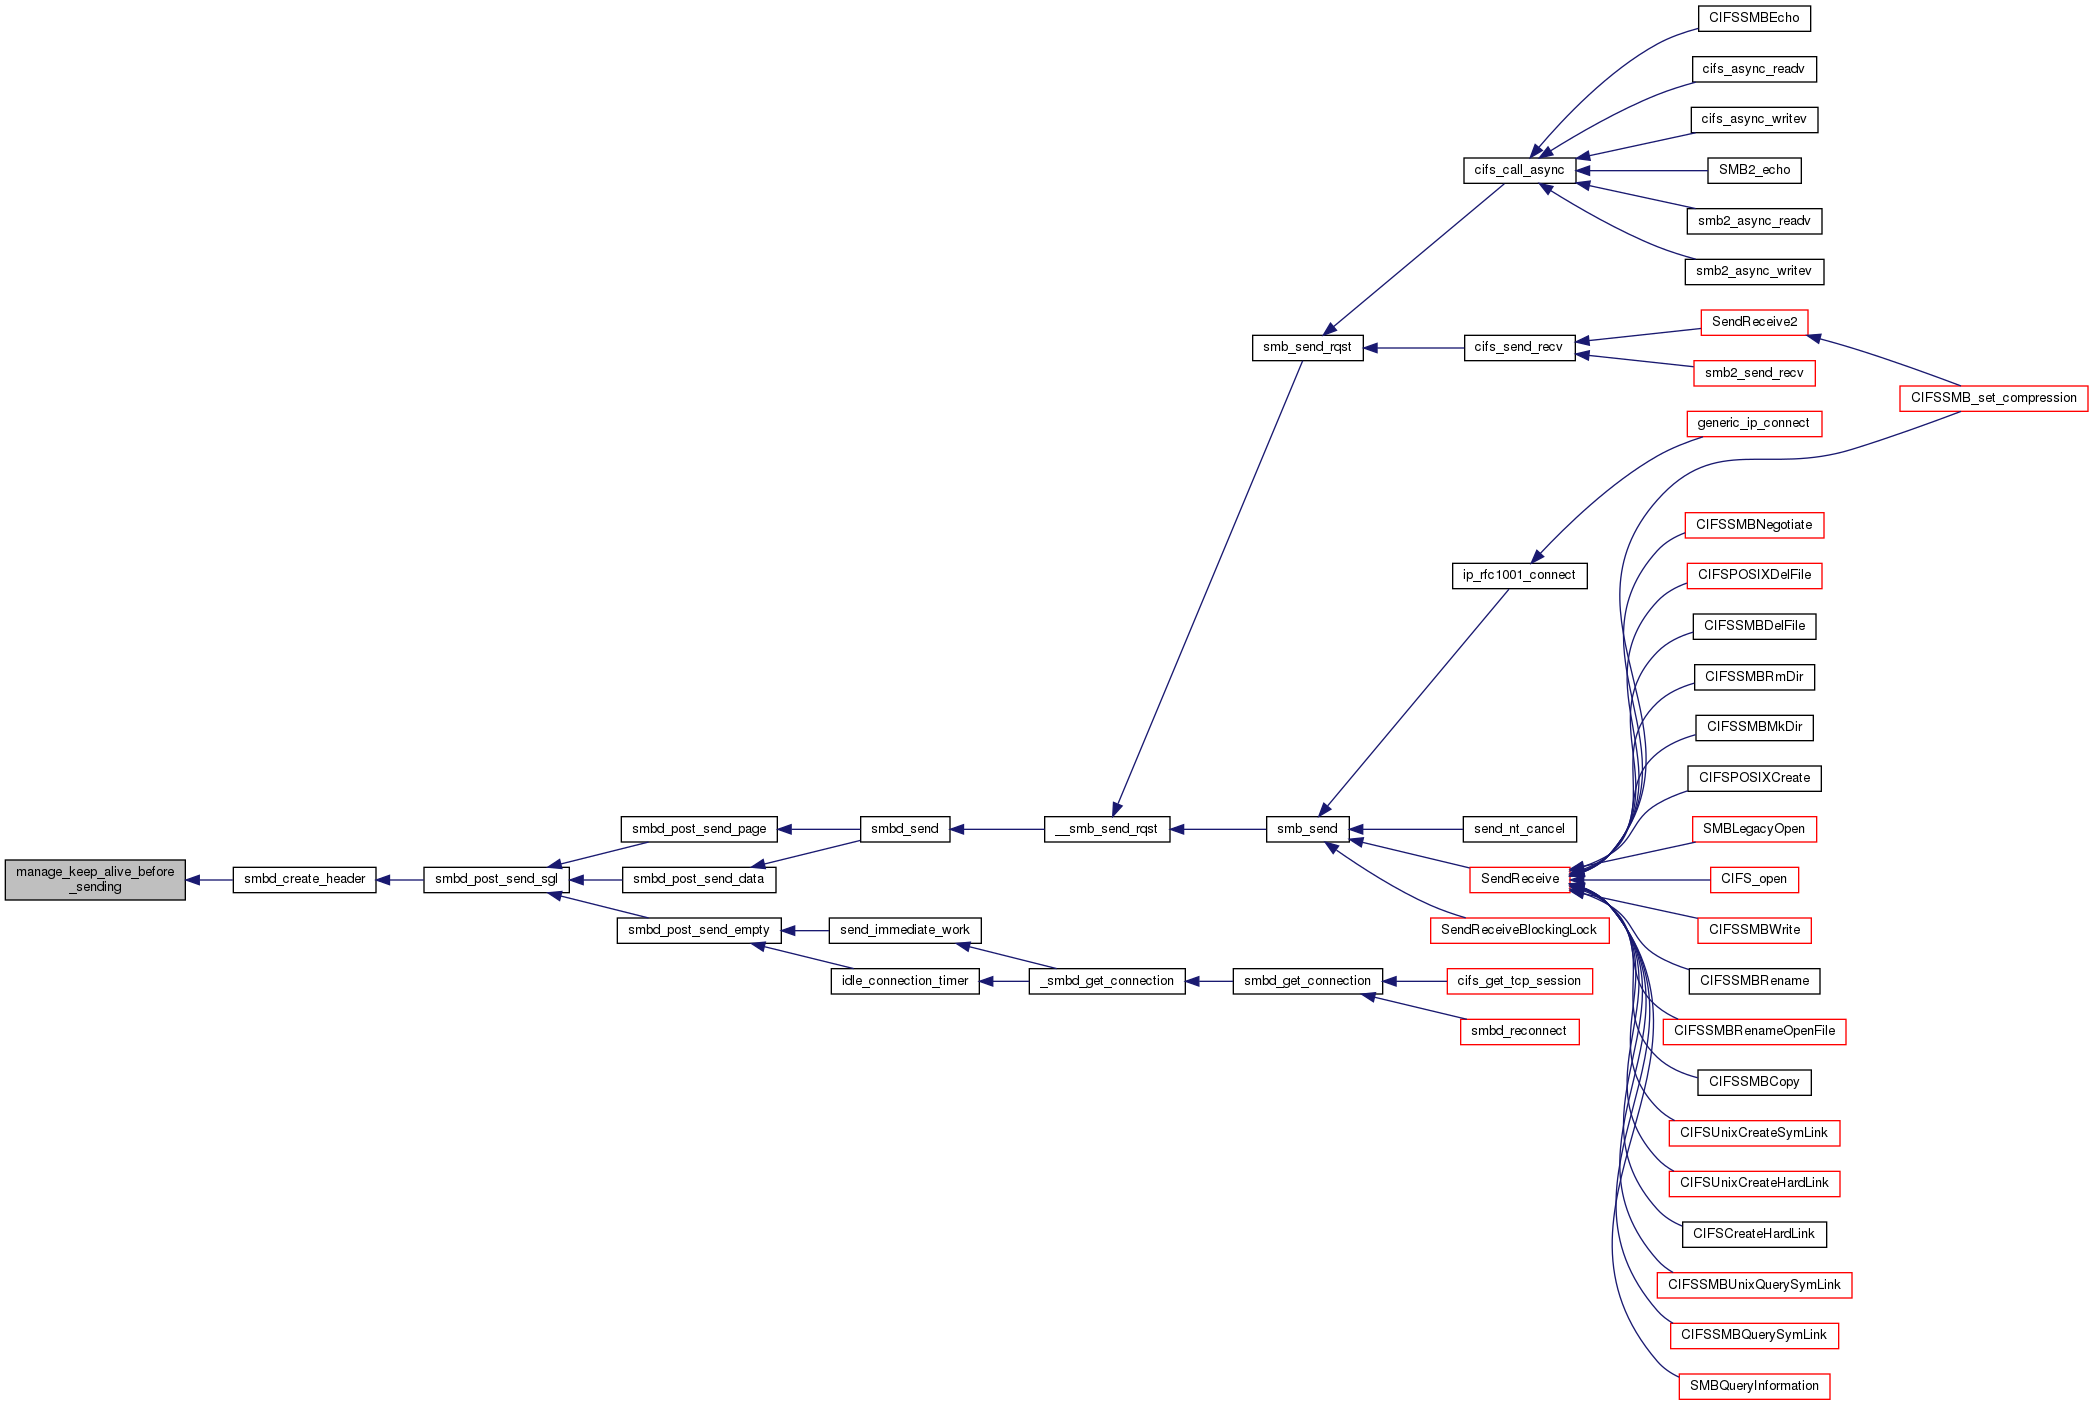 CIFSSMBEcho
cifs_async_readv
cifs_async_writev
cifs_call_async
SMB2_echo
smb2_async_readv
smb2_async_writev
SendReceive2
smb_send_rqst
cifs_send_recv
smb2_send_recv
CIFSSMB_set_compression
generic_ip_connect
CIFSSMBNegotiate
ip_rfc1001_connect
CIFSPOSIXDelFile
CIFSSMBDelFile
CIFSSMBRmDir
CIFSSMBMkDir
CIFSPOSIXCreate
smbd_post_send_page
smbd_send
__smb_send_rqst
smb_send
send_nt_cancel
SMBLegacyOpen
manage_keep_alive_before
_sending
smbd_create_header
smbd_post_send_sgl
smbd_post_send_data
SendReceive
CIFS_open
smbd_post_send_empty
send_immediate_work
SendReceiveBlockingLock
CIFSSMBWrite
idle_connection_timer
_smbd_get_connection
smbd_get_connection
cifs_get_tcp_session
CIFSSMBRename
smbd_reconnect
CIFSSMBRenameOpenFile
CIFSSMBCopy
CIFSUnixCreateSymLink
CIFSUnixCreateHardLink
CIFSCreateHardLink
CIFSSMBUnixQuerySymLink
CIFSSMBQuerySymLink
SMBQueryInformation